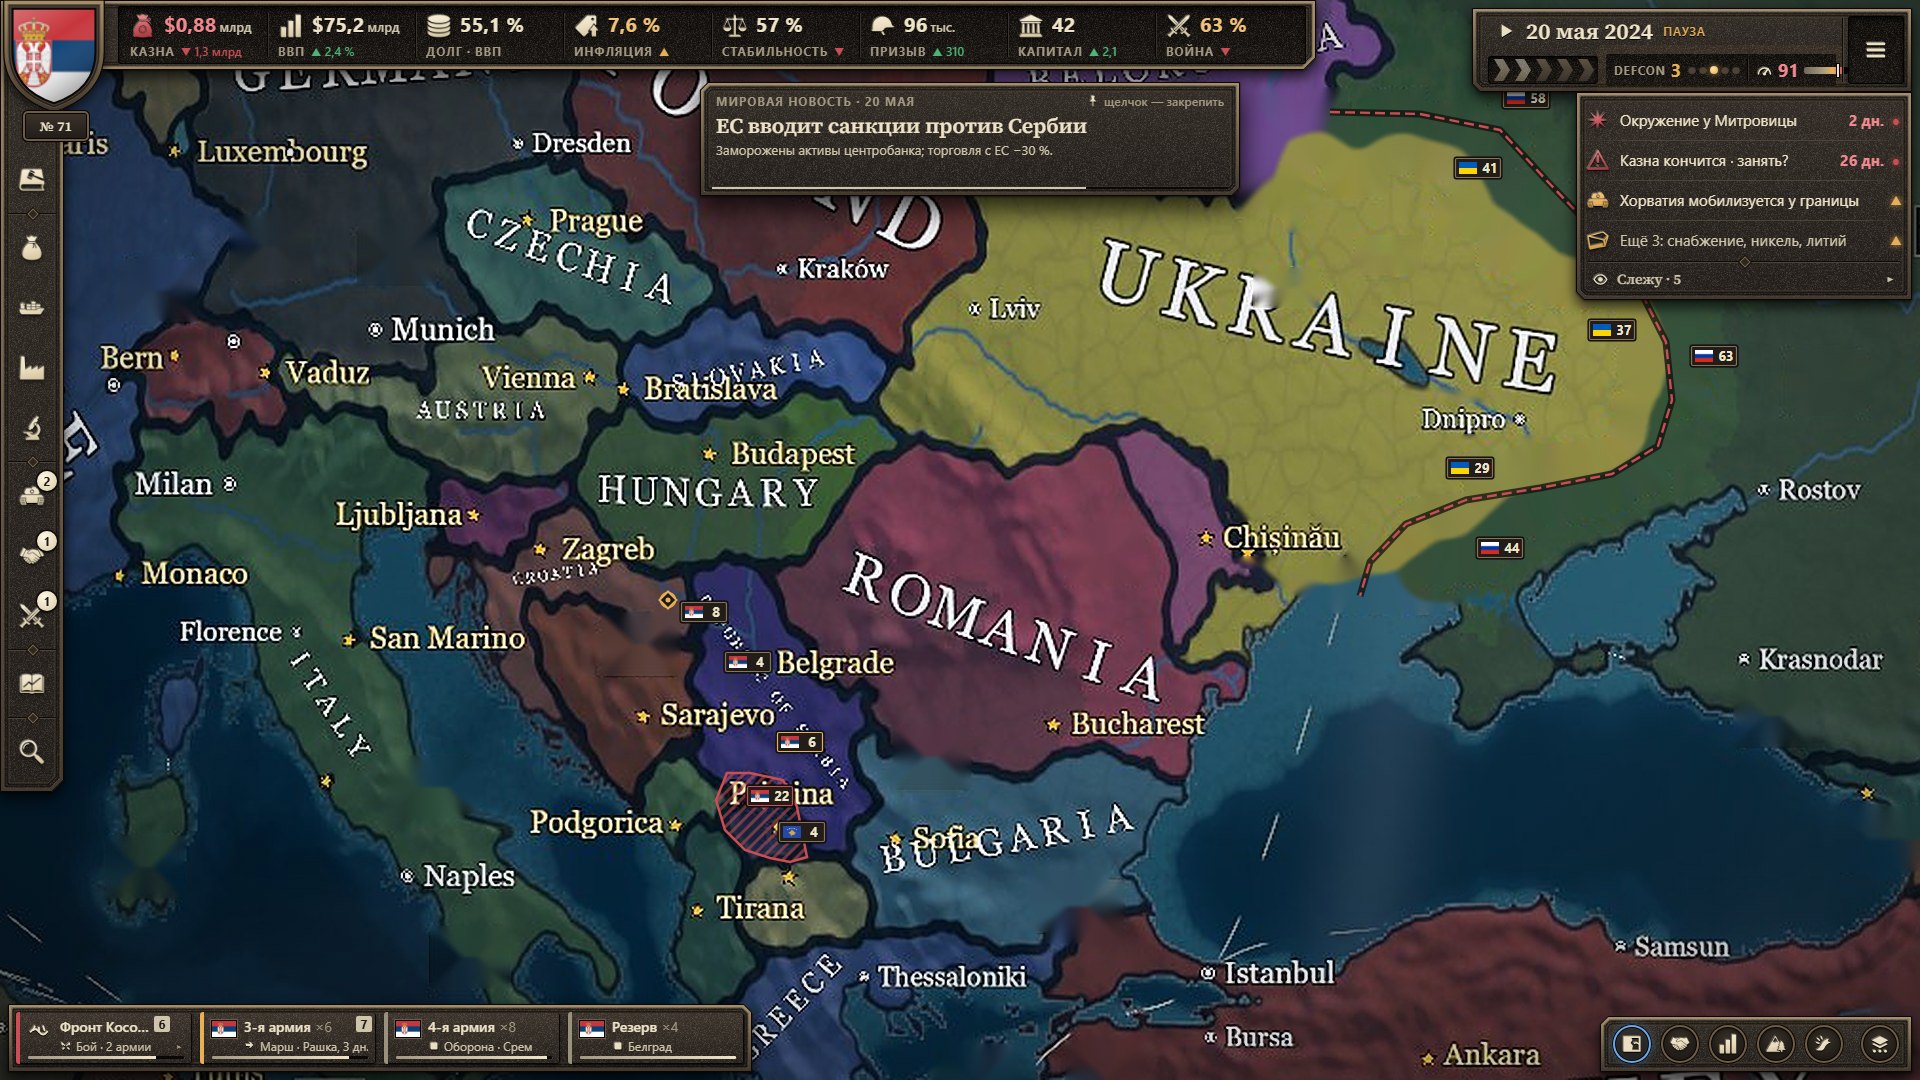 $0,88 млрд
КАЗНА ▼ 1,3 млрд
$75,2 млрд
ВВП ▲ 2,4 %
55,1 %
ДОЛГ · ВВП
7,6 %
ИНФЛЯЦИЯ ▲
57 %
СТАБИЛЬНОСТЬ ▼
96 тыс.
ПРИЗЫВ ▲ 310
42
КАПИТАЛ ▲ 2,1
63 %
ВОЙНА ▼
20 мая 2024 ПАУЗА
DEFCON 3
91
№ 71
МИРОВАЯ НОВОСТЬ · 20 МАЯ
щелчок — закрепить
ЕС вводит санкции против Сербии
Заморожены активы центробанка; торговля с ЕС −30 %.
Окружение у Митровицы 2 дн.
Казна кончится · занять? 26 дн.
Хорватия мобилизуется у границы
Ещё 3: снабжение, никель, литий
Слежу · 5
2
1
1
58
41
37
63
29
44
8
4
6
22
4
Luxembourg
Dresden
Prague
CZECHIA
Kraków
Lviv
UKRAINE
Munich
Bern
Vaduz
Vienna
AUSTRIA
SLOVAKIA
Bratislava
Dnipro
Budapest
HUNGARY
Milan
Ljubljana
Rostov
Zagreb
CROATIA
Chișinău
Monaco
ROMANIA
Florence
San Marino
Belgrade
Krasnodar
ITALY
Sarajevo
Bucharest
Podgorica
Sofia
BULGARIA
Naples
Tirana
Samsun
Thessaloniki
Istanbul
GREECE
Bursa
Ankara
Фронт Косо... 6
Бой · 2 армии
3-я армия ×6 7
Марш · Рашка, 3 дн.
4-я армия ×8
Оборона · Срем
Резерв ×4
Белград